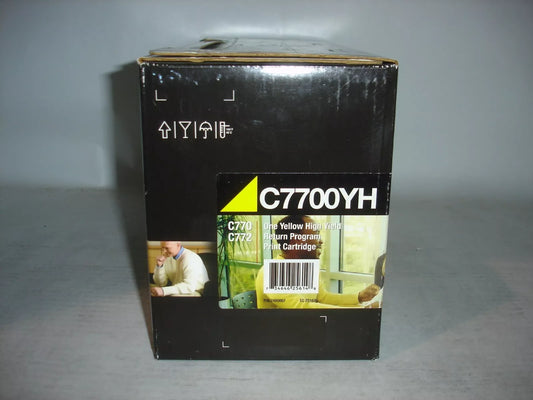 C7700YH
C770 One Yellow High Yield
C772 Return Program
Print Cartridge